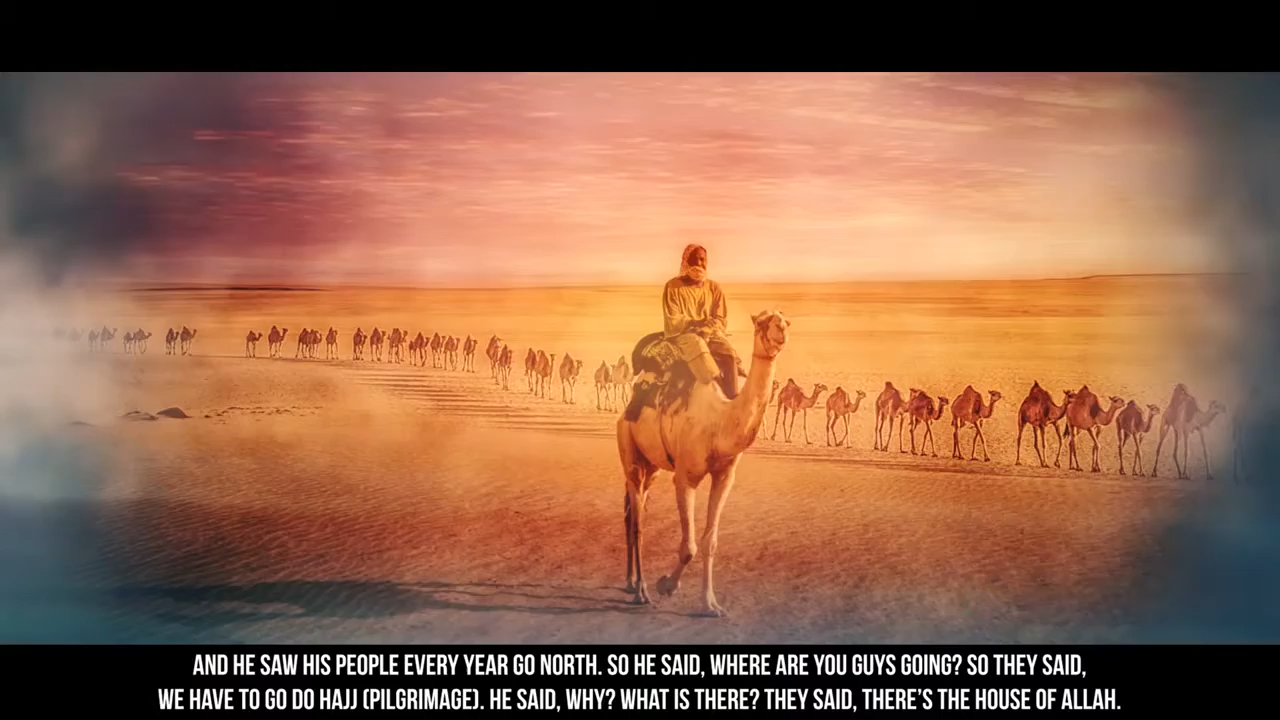 AND HE SAW HIS PEOPLE EVERY YEAR GO NORTH. SO HE SAID, WHERE ARE YOU GUYS GOING? SO THEY SAID,
WE HAVE TO GO DO HAJJ (PILGRIMAGE). HE SAID, WHY? WHAT IS THERE? THEY SAID, THERE’S THE HOUSE OF ALLAH.